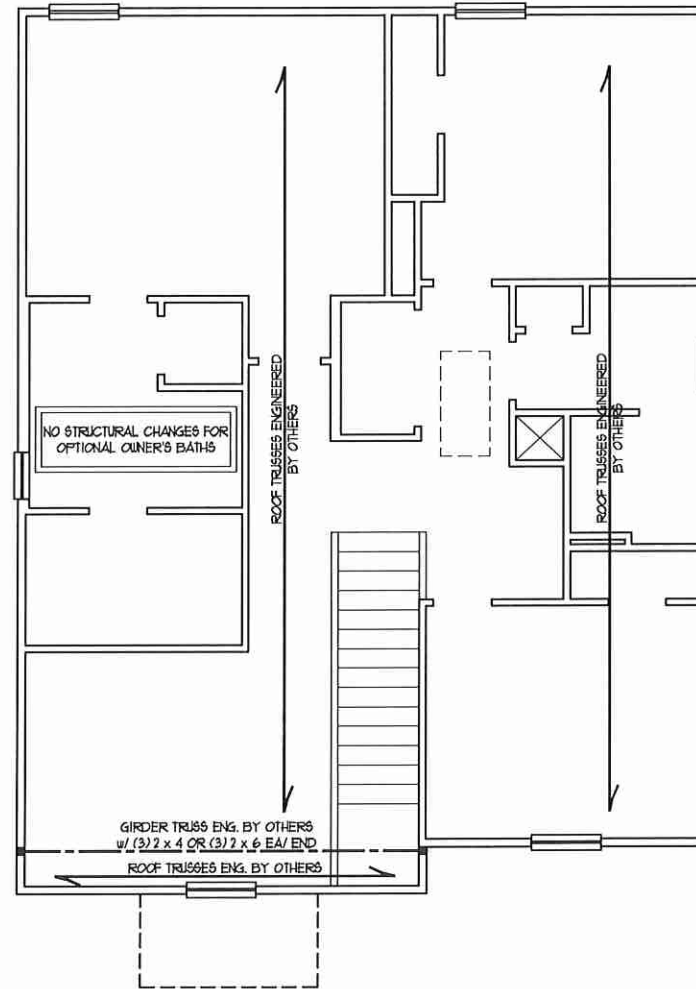 NO STRUCTURAL CHANGES FOR
OPTIONAL OWNER'S BATHS
ROOF TRUSSES ENGINEERED
BY OTHERS
ROOF TRUSSES ENGINEERED
BY OTHERS
GIRDER TRUSS ENG. BY OTHERS
w/ (3) 2 x 4 OR (3) 2 x 6 EA/ END
ROOF TRUSSES ENG. BY OTHERS